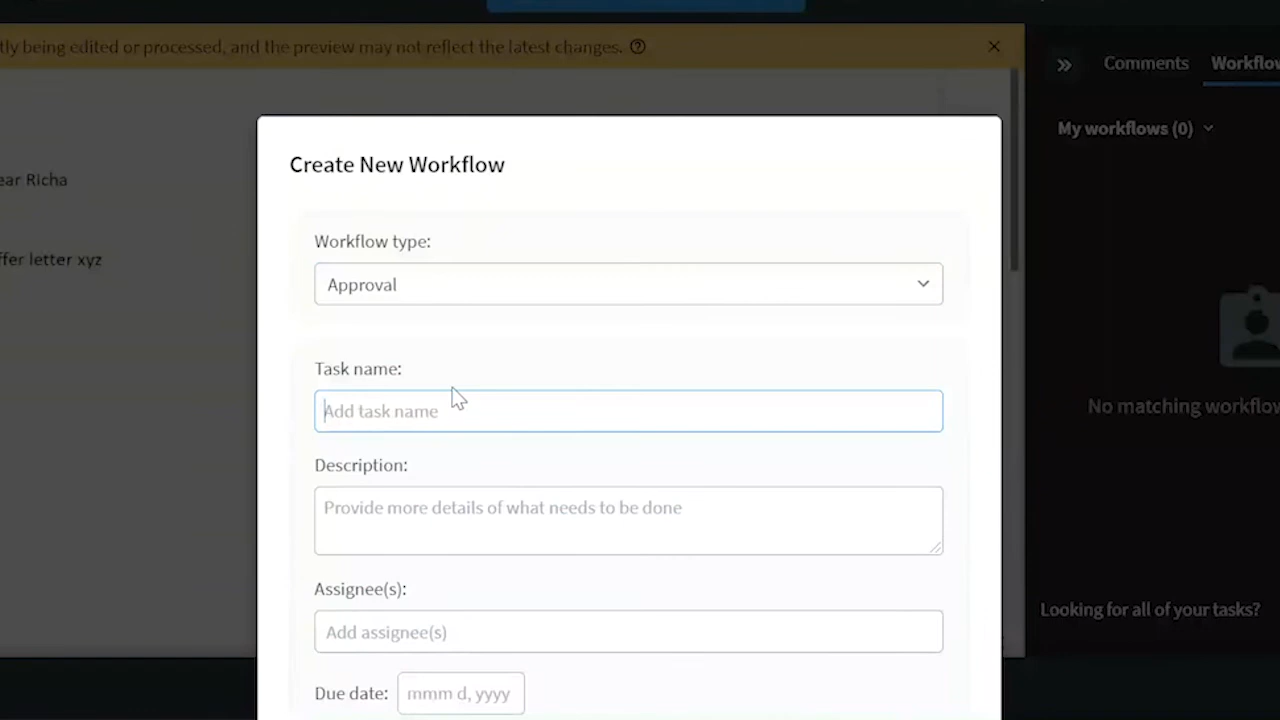 tly being edited or processed, and the preview may not reflect the latest changes.
Comments Workflow
My workflows (0)
ear Richa
ffer letter xyz
Create New Workflow
Workflow type:
Approval
Task name:
Add task name
Description:
Provide more details of what needs to be done
Assignee(s):
Add assignee(s)
Due date: mmm d, yyyy
No matching workflow
Looking for all of your tasks?